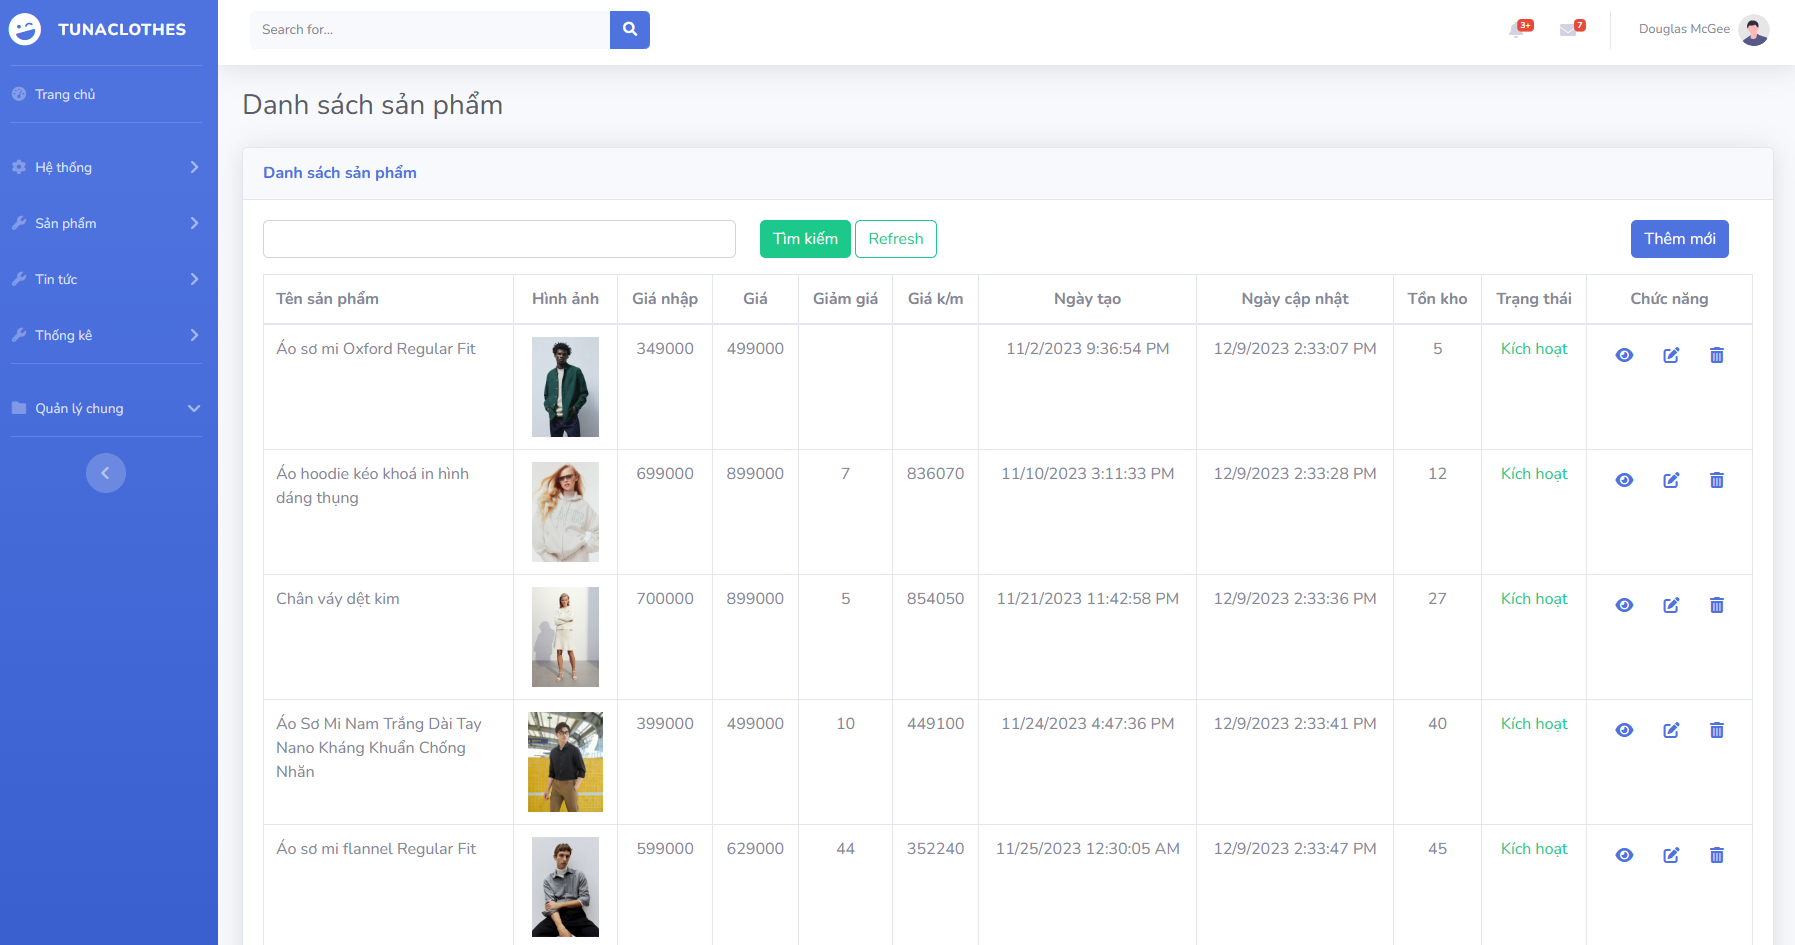 TUNACLOTHES
Search for...
3+
7
Douglas McGee
Trang chủ
Hệ thống
Sản phẩm
Tin tức
Thống kê
Quản lý chung
Danh sách sản phẩm
Danh sách sản phẩm
Tìm kiếm Refresh Thêm mới
Tên sản phẩm Hình ảnh Giá nhập Giá Giảm giá Giá k/m Ngày tạo Ngày cập nhật Tồn kho Trạng thái Chức năng
Áo sơ mi Oxford Regular Fit 349000 499000 11/2/2023 9:36:54 PM 12/9/2023 2:33:07 PM 5 Kích hoạt
Áo hoodie kéo khoá in hình 699000 899000 7 836070 11/10/2023 3:11:33 PM 12/9/2023 2:33:28 PM 12 Kích hoạt
dáng thụng
Chân váy dệt kim 700000 899000 5 854050 11/21/2023 11:42:58 PM 12/9/2023 2:33:36 PM 27 Kích hoạt
Áo Sơ Mi Nam Trắng Dài Tay 399000 499000 10 449100 11/24/2023 4:47:36 PM 12/9/2023 2:33:41 PM 40 Kích hoạt
Nano Kháng Khuẩn Chống
Nhăn
Áo sơ mi flannel Regular Fit 599000 629000 44 352240 11/25/2023 12:30:05 AM 12/9/2023 2:33:47 PM 45 Kích hoạt